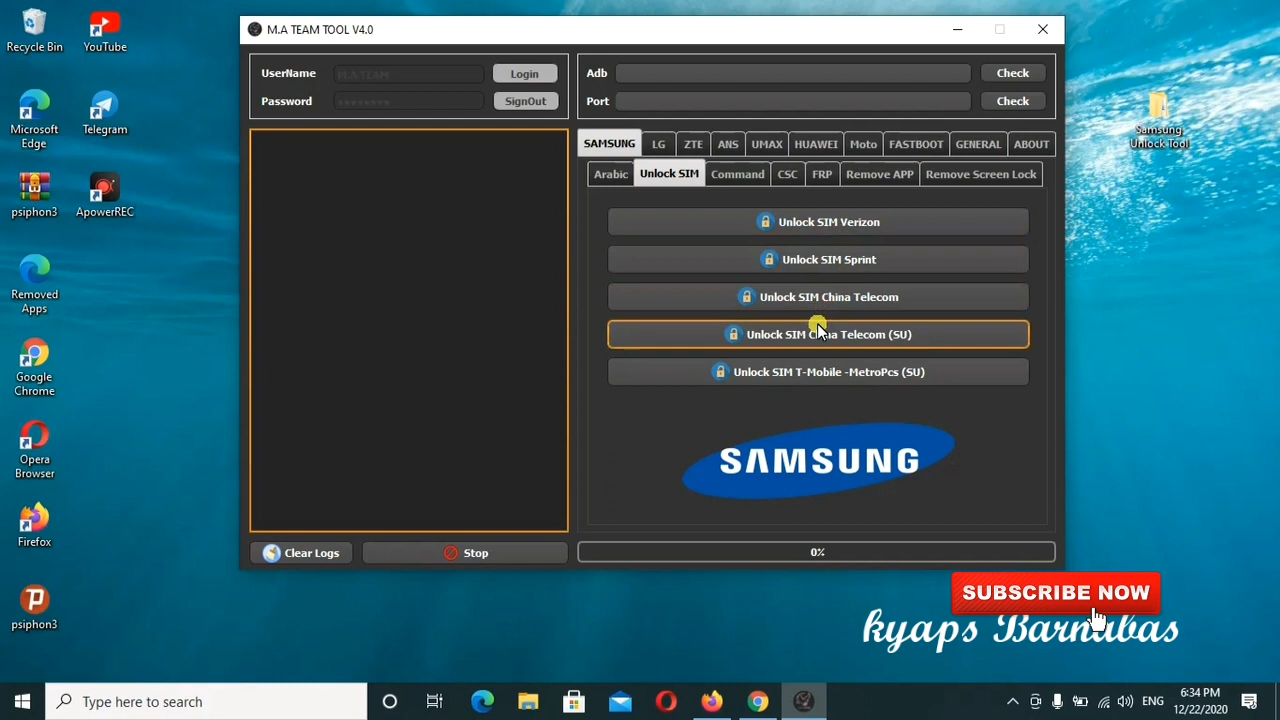 Recycle Bin
YouTube
Microsoft
Edge
Telegram
psiphon3
ApowerREC
Removed
Apps
Google
Chrome
Opera
Browser
Firefox
psiphon3
M.A TEAM TOOL V4.0
UserName
M.A TEAM
Login
Password
********
SignOut
Adb
Check
Port
Check
SAMSUNG
LG
ZTE
ANS
UMAX
HUAWEI
Moto
FASTBOOT
GENERAL
ABOUT
Arabic
Unlock SIM
Command
CSC
FRP
Remove APP
Remove Screen Lock
Unlock SIM Verizon
Unlock SIM Sprint
Unlock SIM China Telecom
Unlock SIM China Telecom (SU)
Unlock SIM T-Mobile -MetroPcs (SU)
SAMSUNG
Clear Logs
Stop
0%
Samsung
Unlock Tool
SUBSCRIBE NOW
kyaps Barnabas
Type here to search
ENG
6:34 PM
12/22/2020